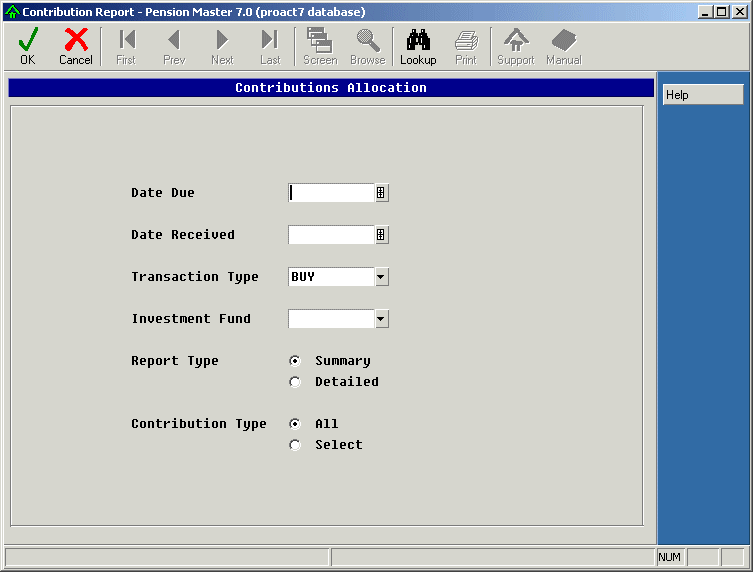 Contribution Report - Pension Master 7.0 (proact7 database)
OK Cancel First Prev Next Last Screen Browse Lookup Print Support Manual
Contributions Allocation
Help
Date Due
Date Received
Transaction Type BUY
Investment Fund
Report Type Summary
Detailed
Contribution Type All
Select
NUM